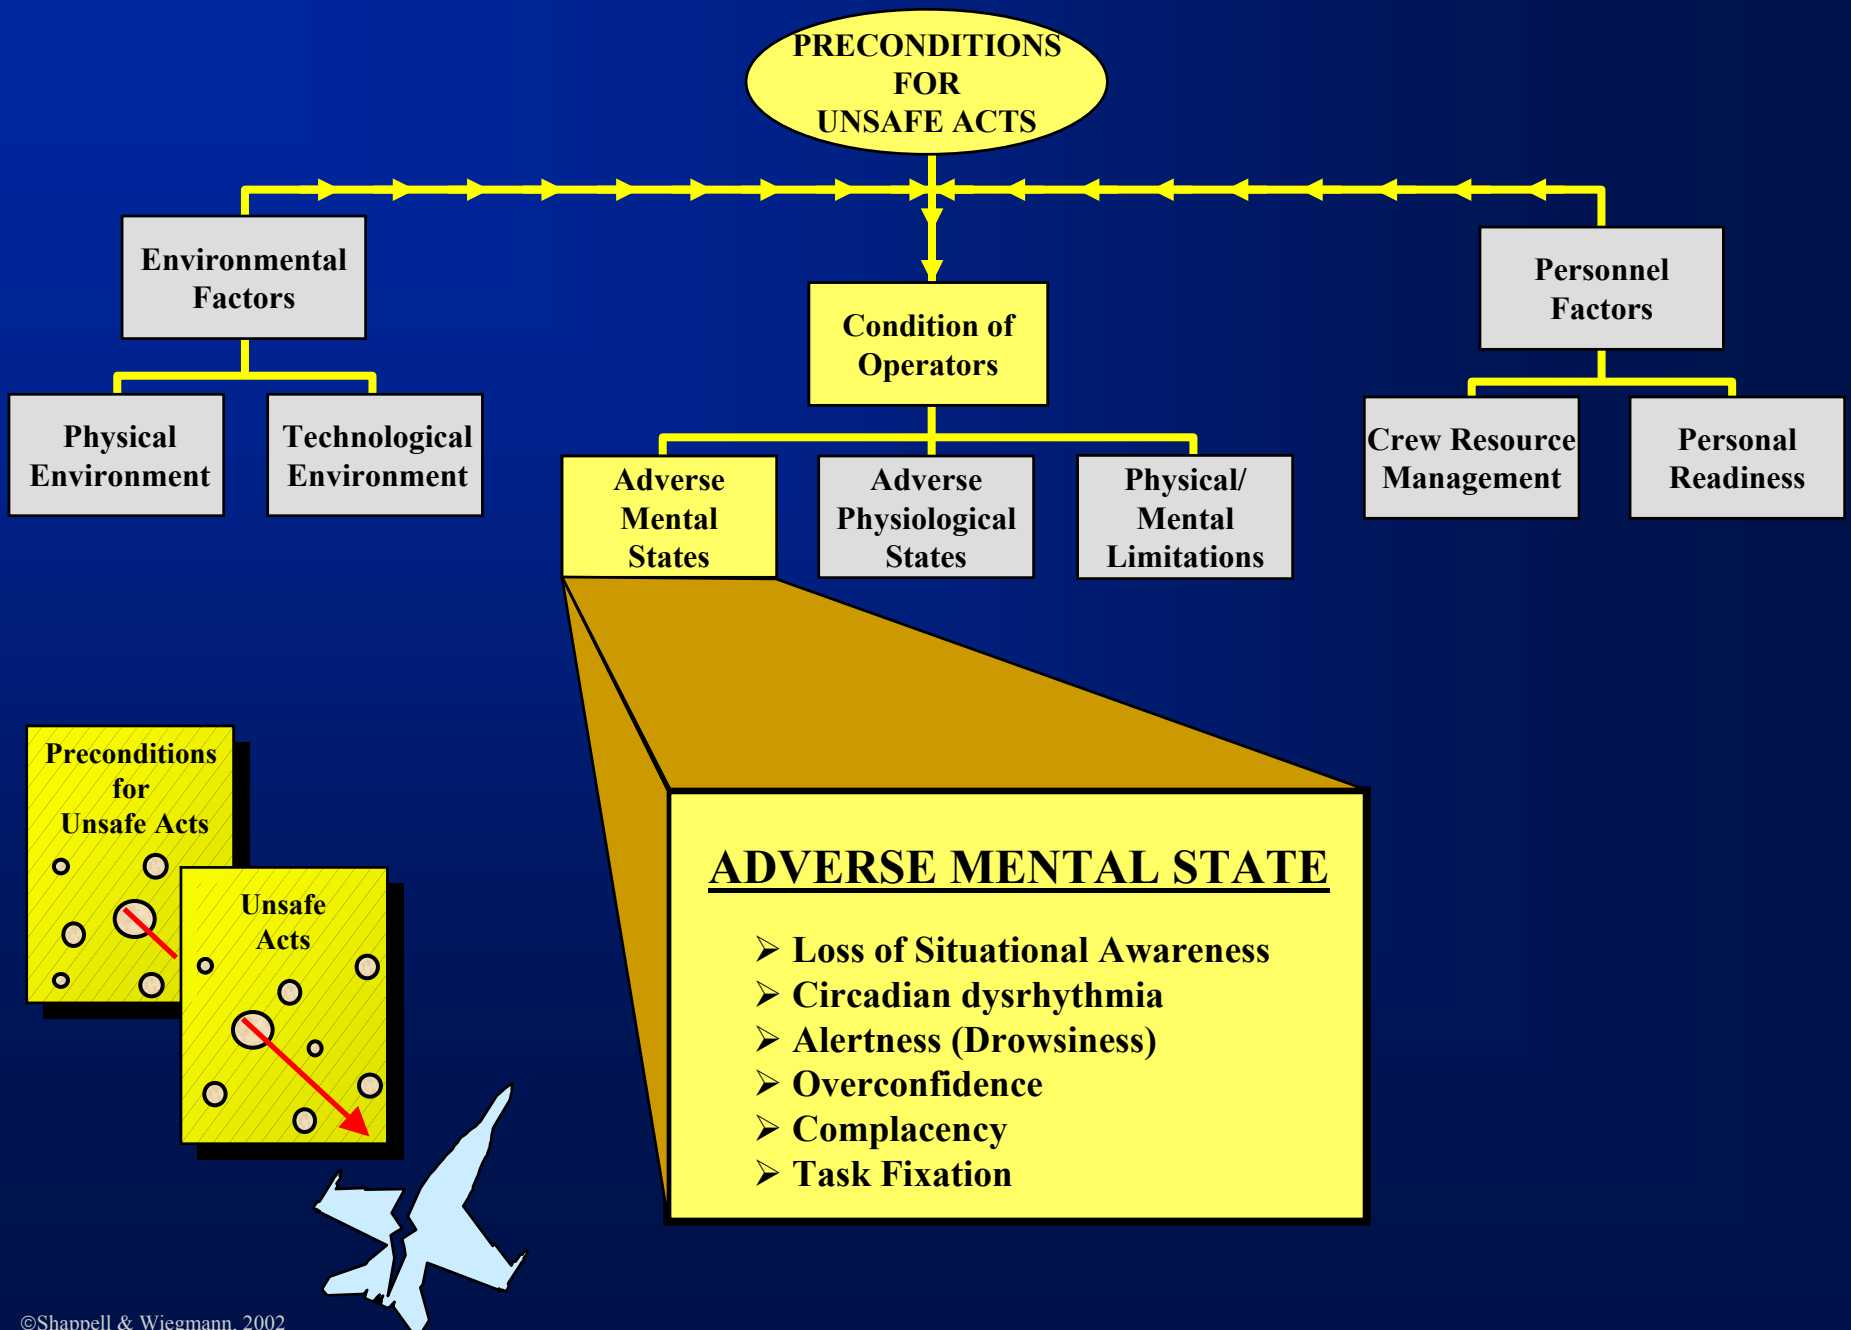 PRECONDITIONS
FOR
UNSAFE ACTS
Environmental
Factors
Condition of
Operators
Personnel
Factors
Physical
Environment
Technological
Environment
Adverse
Mental
States
Adverse
Physiological
States
Physical/
Mental
Limitations
Crew Resource
Management
Personal
Readiness
Preconditions
for
Unsafe Acts
Unsafe
Acts
ADVERSE MENTAL STATE
➢ Loss of Situational Awareness
➢ Circadian dysrhythmia
➢ Alertness (Drowsiness)
➢ Overconfidence
➢ Complacency
➢ Task Fixation
©Shappell & Wiegmann, 2002